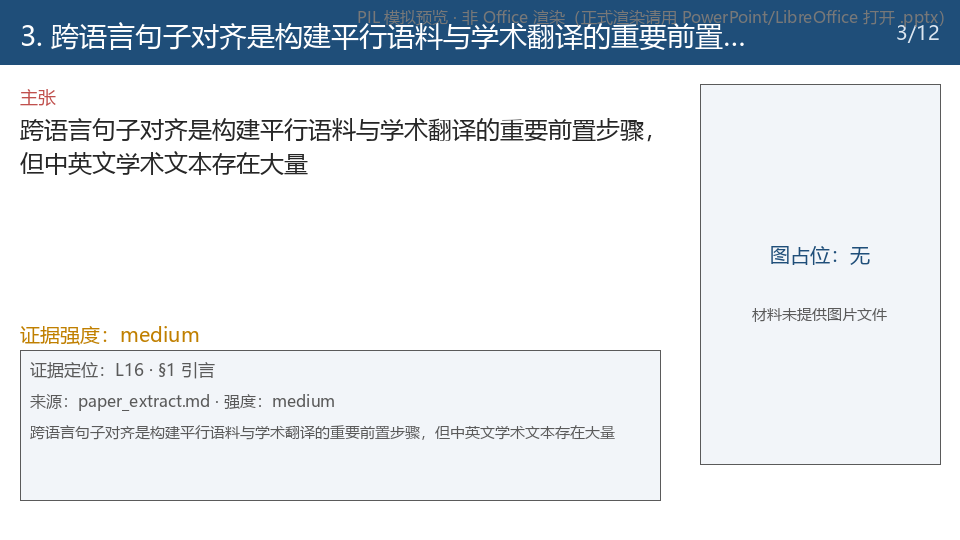 PIL 模拟预览 · 非 Office 渲染（正式渲染请用 PowerPoint/LibreOffice 打开 .pptx）
3. 跨语言句子对齐是构建平行语料与学术翻译的重要前置…
3/12
主张
跨语言句子对齐是构建平行语料与学术翻译的重要前置步骤，
但中英文学术文本存在大量
图占位：无
材料未提供图片文件
证据强度：medium
证据定位：L16 · §1 引言
来源：paper_extract.md · 强度：medium
跨语言句子对齐是构建平行语料与学术翻译的重要前置步骤，但中英文学术文本存在大量